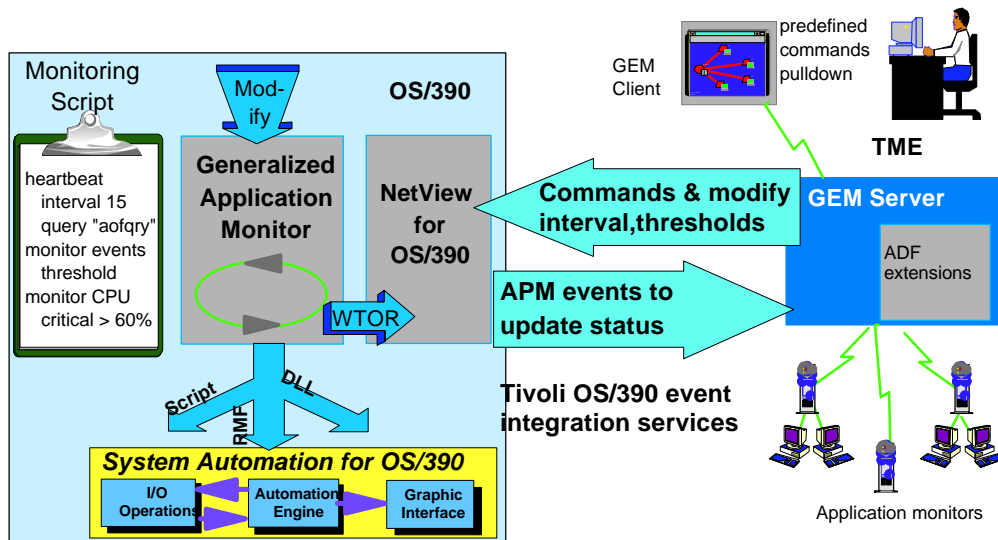 Monitoring
Script
heartbeat
interval 15
query "aofqry"
monitor events
threshold
monitor CPU
critical > 60%
Mod-
ify
OS/390
Generalized
Application
Monitor
NetView
for
OS/390
WTOR
Script
RMF
DLL
System Automation for OS/390
I/O
Operations
Automation
Engine
Graphic
Interface
Commands & modify
interval,thresholds
APM events to
update status
Tivoli OS/390 event
integration services
GEM
Client
predefined
commands
pulldown
TME
GEM Server
ADF
extensions
Application monitors